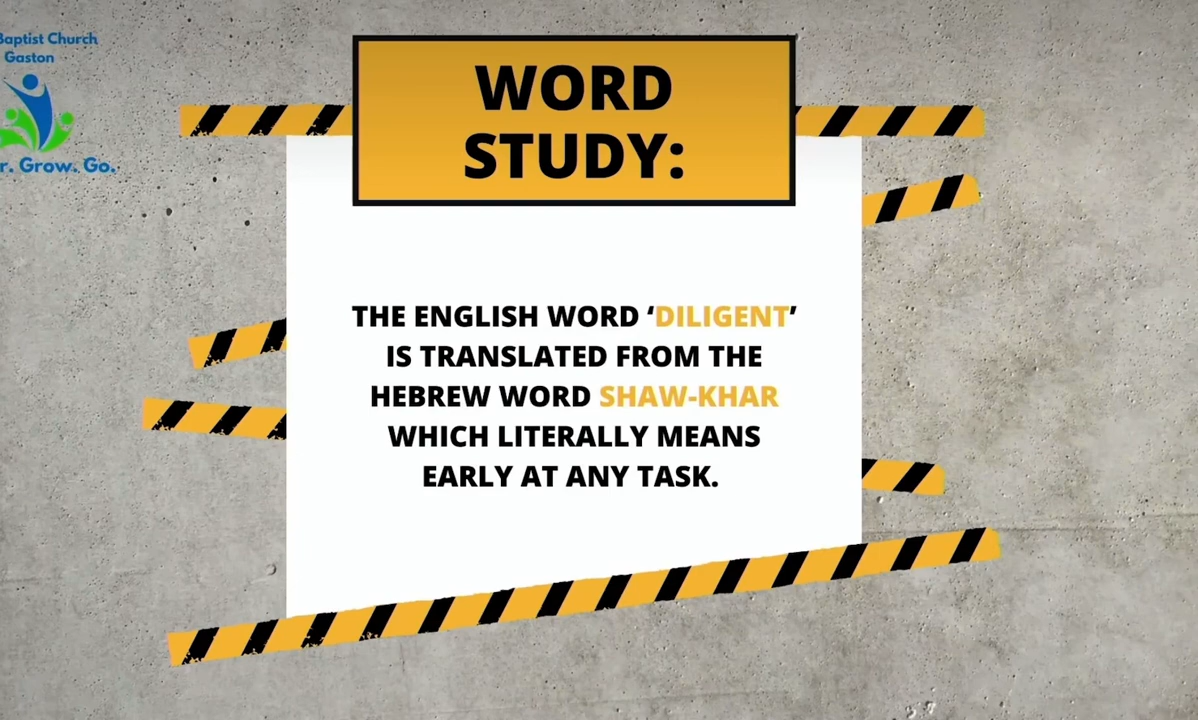 Baptist Church
Gaston
r. Grow. Go.
WORD
STUDY:
THE ENGLISH WORD ‘DILIGENT’
IS TRANSLATED FROM THE
HEBREW WORD SHAW-KHAR
WHICH LITERALLY MEANS
EARLY AT ANY TASK.